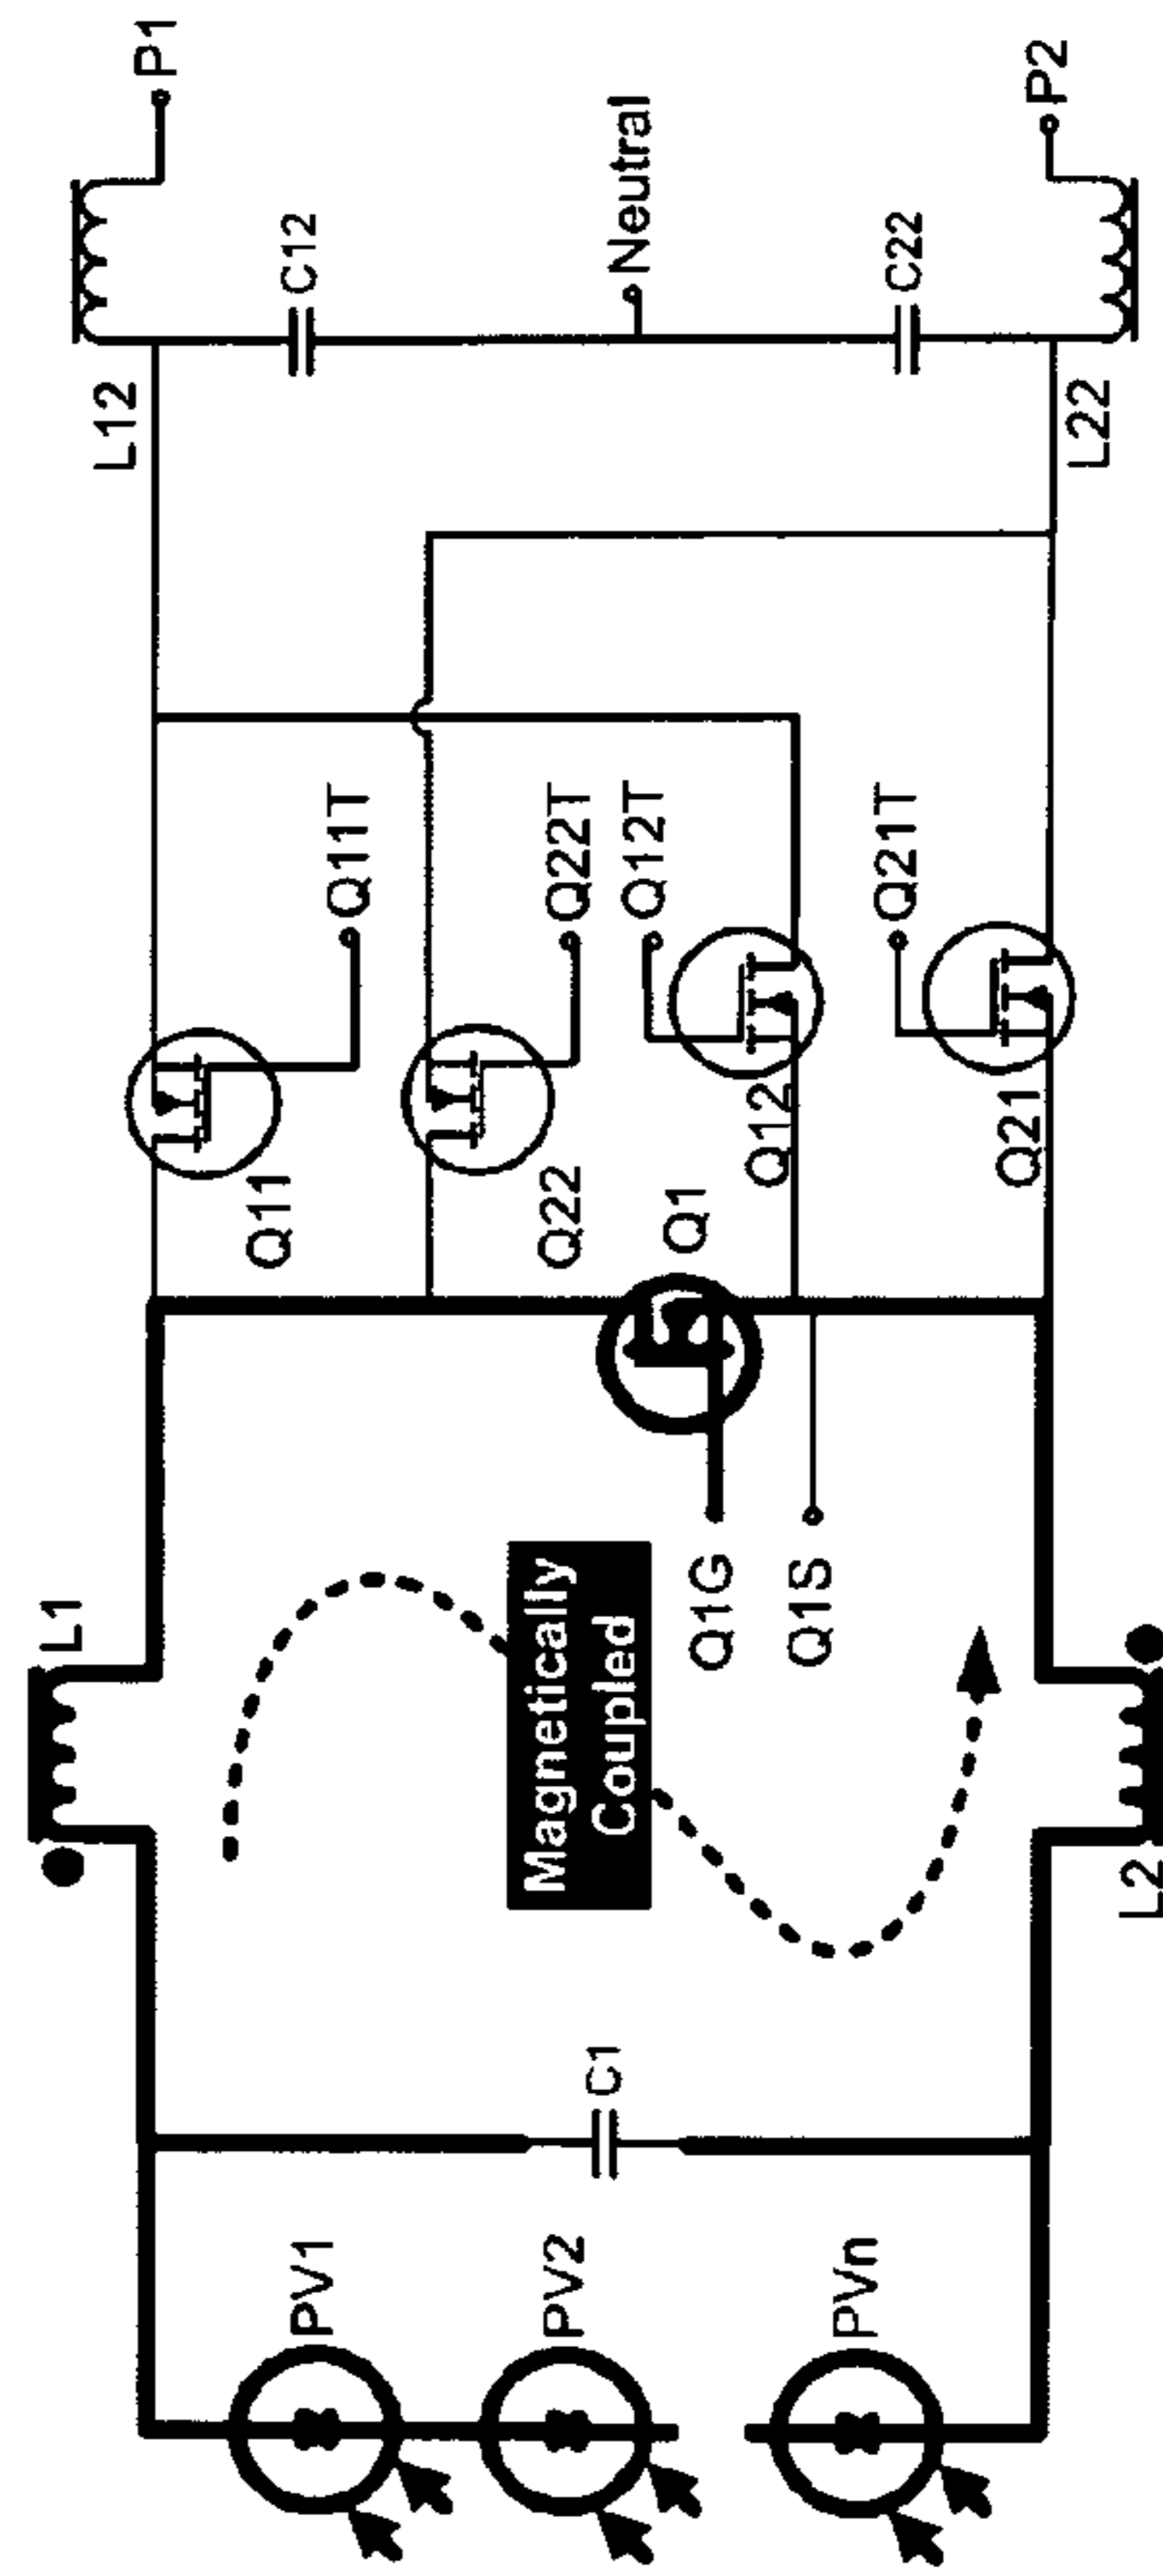 PV1
PV2
PVn
C1
L1
L2
Magnetically
Coupled
Q1G
Q1S
Q1
Q11
Q22
Q12
Q21
Q11T
Q22T
Q12T
Q21T
L12
L22
C12
C22
Neutral
P1
P2